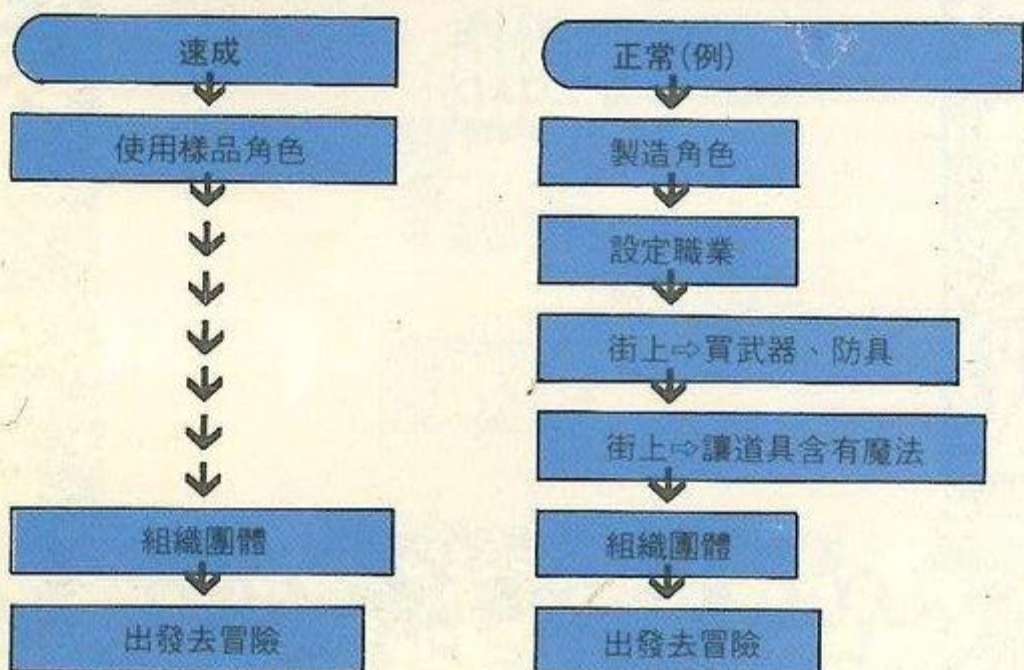 速成
使用樣品角色
組織團體
出發去冒險
正常(例)
製造角色
設定職業
街上⇨買武器、防具
街上⇨讓道具含有魔法
組織團體
出發去冒險